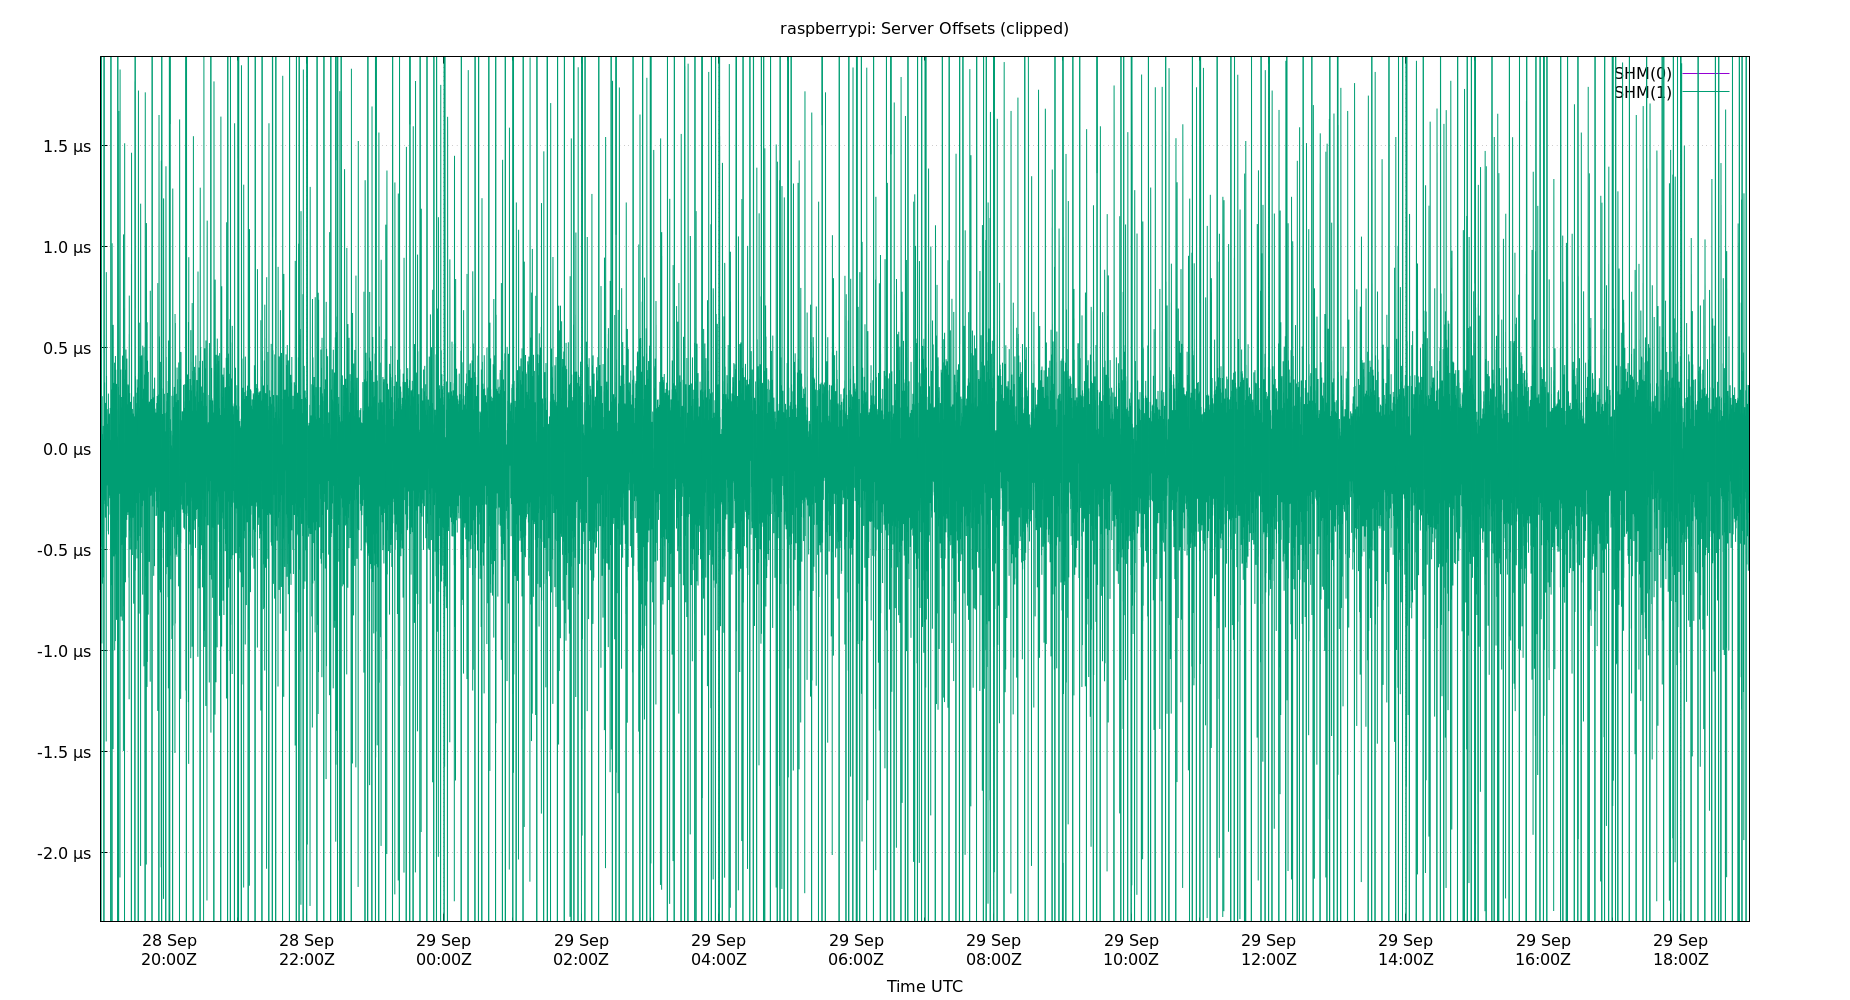 raspberrypi: Server Offsets (clipped)
SHM(0)
SHM(1)
1.5 µs
1.0 µs
0.5 µs
0.0 µs
-0.5 µs
-1.0 µs
-1.5 µs
-2.0 µs
28 Sep 28 Sep 29 Sep 29 Sep 29 Sep 29 Sep 29 Sep 29 Sep 29 Sep 29 Sep 29 Sep 29 Sep
20:00Z 22:00Z 00:00Z 02:00Z 04:00Z 06:00Z 08:00Z 10:00Z 12:00Z 14:00Z 16:00Z 18:00Z
Time UTC